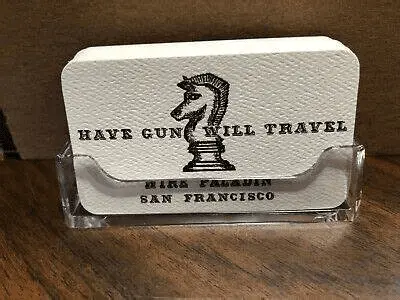 HAVE GUN WILL TRAVEL
WIRE PALADIN
SAN FRANCISCO